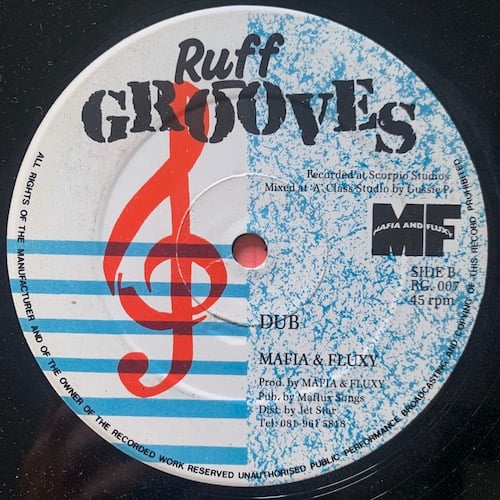 Ruff
GROOVES
Recorded at Scorpio Studios
Mixed at 'A' Class Studio by Gussie P.
MF
MAFIA AND FLUXY
SIDE B
RG. 007
45 rpm
DUB
MAFIA & FLUXY
Prod. by MAFIA & FLUXY
Pub. by Maflux Songs
Dist. by Jet Star
Tel: 081-961 5818
ALL RIGHTS OF THE MANUFACTURER AND OF THE OWNER OF THE RECORDED WORK RESERVED UNAUTHORISED PUBLIC PERFORMANCE BROADCASTING AND COPYING OF THIS RECORD PROHIBITED